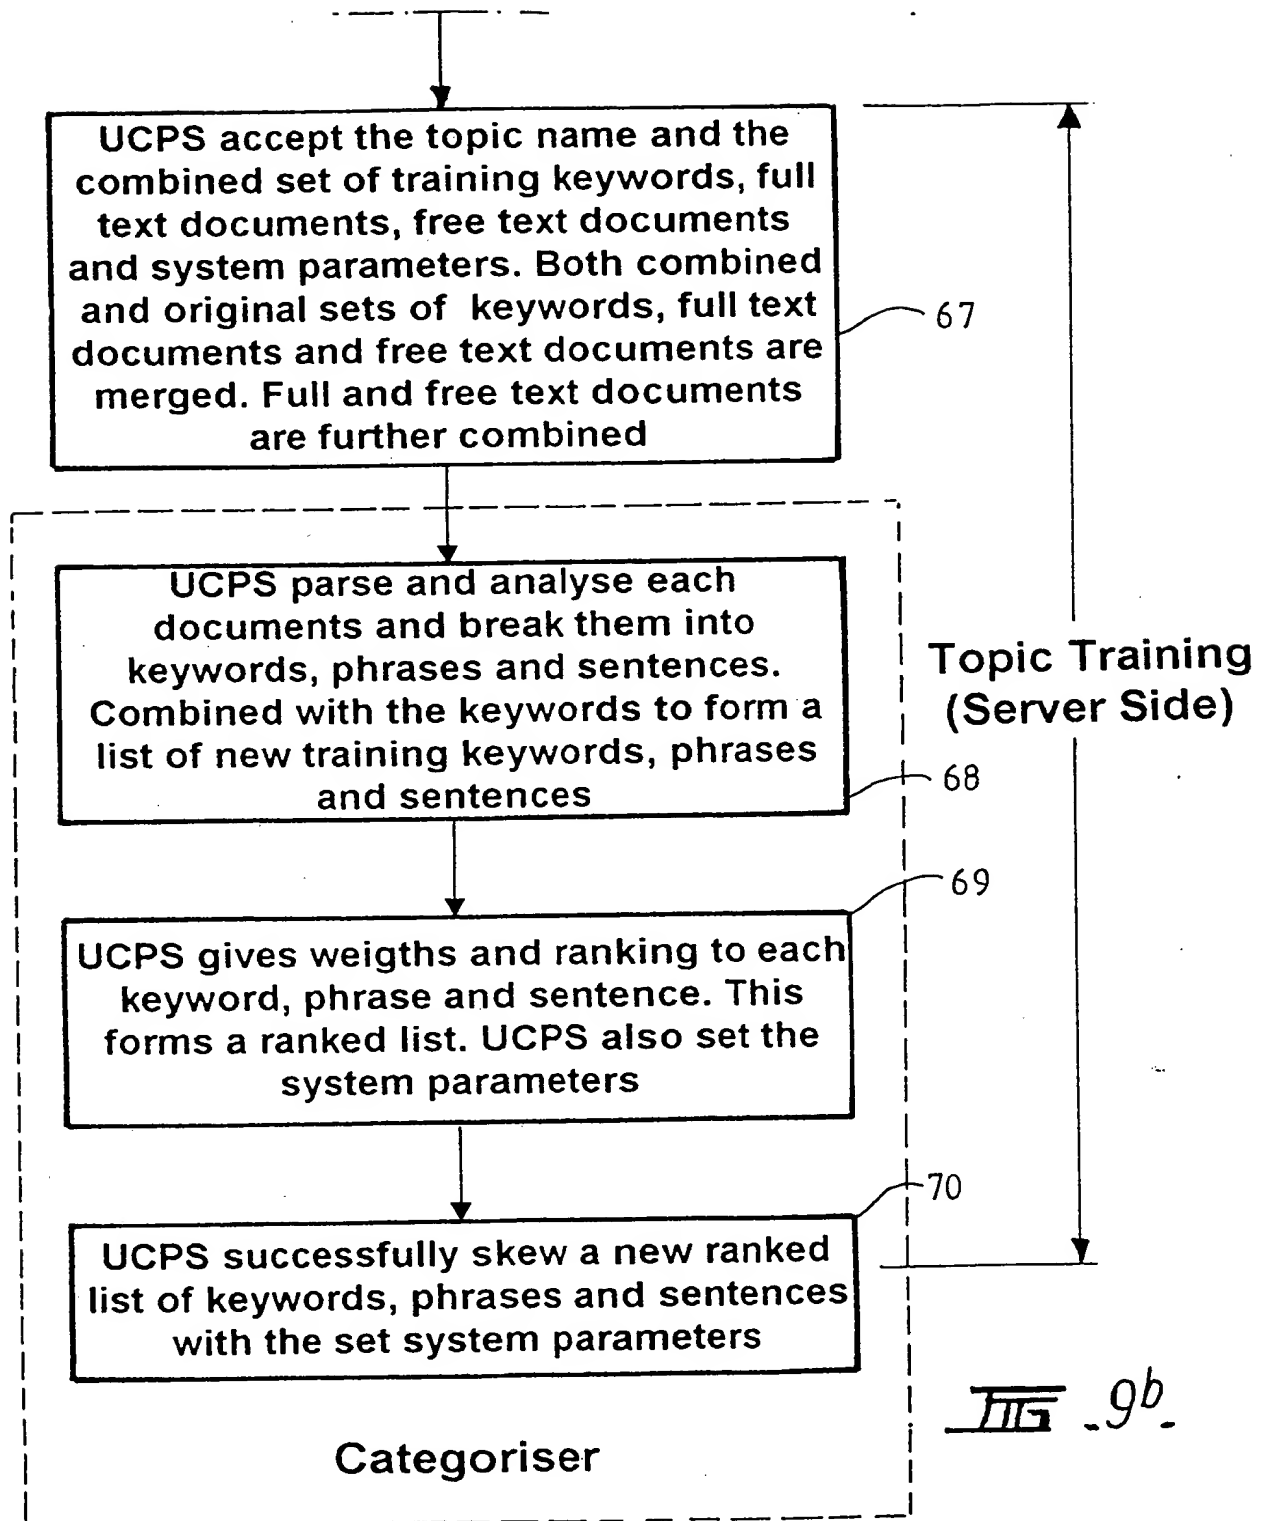 UCPS accept the topic name and the
combined set of training keywords, full
text documents, free text documents
and system parameters. Both combined
and original sets of keywords, full text
documents and free text documents are
merged. Full and free text documents
are further combined
67
UCPS parse and analyse each
documents and break them into
keywords, phrases and sentences.
Combined with the keywords to form a
list of new training keywords, phrases
and sentences
68
Topic Training
(Server Side)
69
UCPS gives weigths and ranking to each
keyword, phrase and sentence. This
forms a ranked list. UCPS also set the
system parameters
70
UCPS successfully skew a new ranked
list of keywords, phrases and sentences
with the set system parameters
FIG_9b_
Categoriser